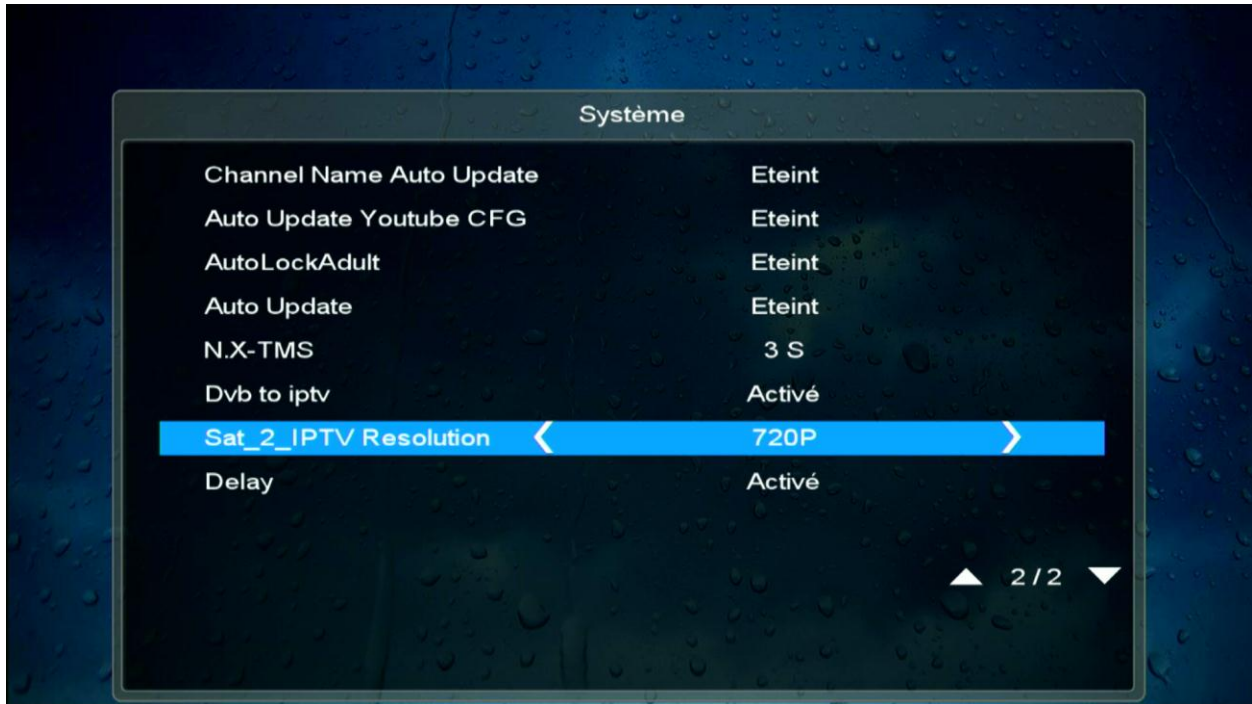 Système
Channel Name Auto Update Eteint
Auto Update Youtube CFG Eteint
AutoLockAdult Eteint
Auto Update Eteint
N.X-TMS 3 S
Dvb to iptv Activé
Sat_2_IPTV Resolution 720P
Delay Activé
2/2